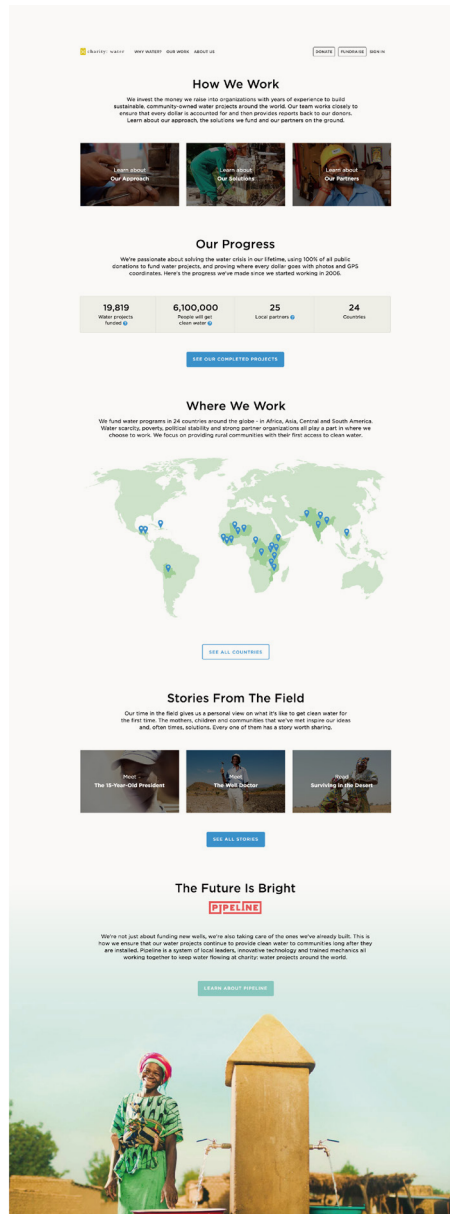 charity: water WHY WATER? OUR WORK ABOUT US DONATE FUNDRAISE SIGN IN
How We Work
We invest the money we raise into organizations with years of experience to build
sustainable, community-owned water projects around the world. Our team works closely to
ensure that every dollar is accounted for and then provides reports back to our donors.
Learn about our approach, the solutions we fund and our partners on the ground.
Learn about
Our Approach
Learn about
Our Solutions
Learn about
Our Partners
Our Progress
We're passionate about solving the water crisis in our lifetime, using 100% of all public
donations to fund water projects, and proving where every dollar goes with photos and GPS
coordinates. Here's the progress we've made since we started working in 2006.
19,819
Water projects
funded ?
6,100,000
People will get
clean water ?
25
Local partners ?
24
Countries
SEE OUR COMPLETED PROJECTS
Where We Work
We fund water programs in 24 countries around the globe - in Africa, Asia, Central and South America.
Water scarcity, poverty, political stability and strong partner organizations all play a part in where we
choose to work. We focus on providing rural communities with their first access to clean water.
SEE ALL COUNTRIES
Stories From The Field
Our time in the field gives us a personal view on what it's like to get clean water for
the first time. The mothers, children and communities that we've met inspire our ideas
and, often times, solutions. Every one of them has a story worth sharing.
Meet
The 15-Year-Old President
Meet
The Well Doctor
Read
Surviving in the Desert
SEE ALL STORIES
The Future Is Bright
PIPELINE
We're not just about funding new wells, we're also taking care of the ones we've already built. This is
how we ensure that our water projects continue to provide clean water to communities long after they
are installed. Pipeline is a system of local leaders, innovative technology and trained mechanics all
working together to keep water flowing at charity: water projects around the world.
LEARN ABOUT PIPELINE